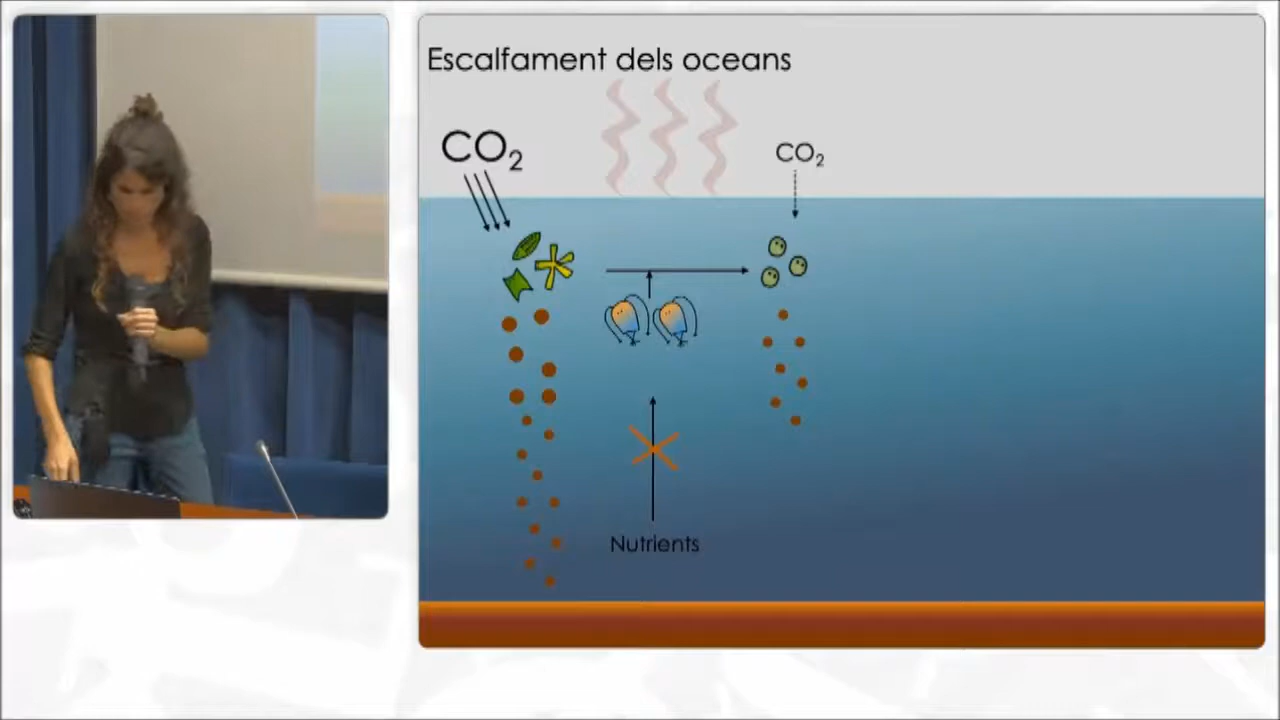 Escalfament dels oceans
CO₂
CO₂
Nutrients